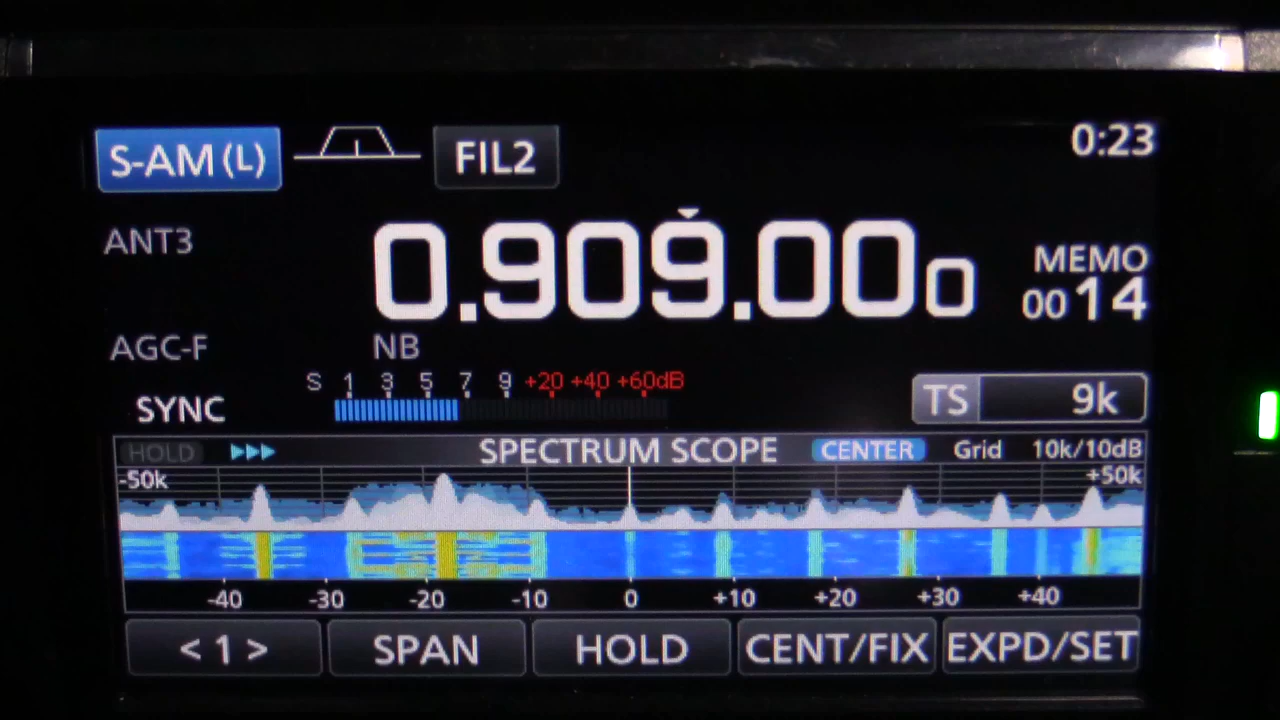 S-AM(L) FIL2 0:23
ANT3 0.909.000 MEMO
00 14
AGC-F NB
S 1 3 5 7 9 +20 +40 +60dB
SYNC TS 9k
HOLD SPECTRUM SCOPE CENTER Grid 10k/10dB
-50k +50k
-40 -30 -20 -10 0 +10 +20 +30 +40
< 1 > SPAN HOLD CENT/FIX EXPD/SET